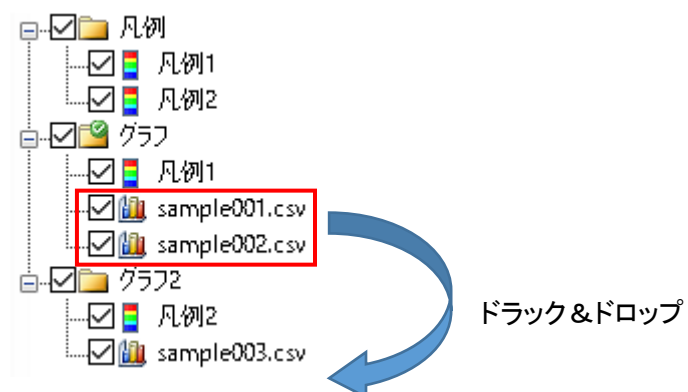 凡例
凡例1
凡例2
グラフ
凡例1
sample001.csv
sample002.csv
グラフ2
凡例2
sample003.csv
ドラック&ドロップ